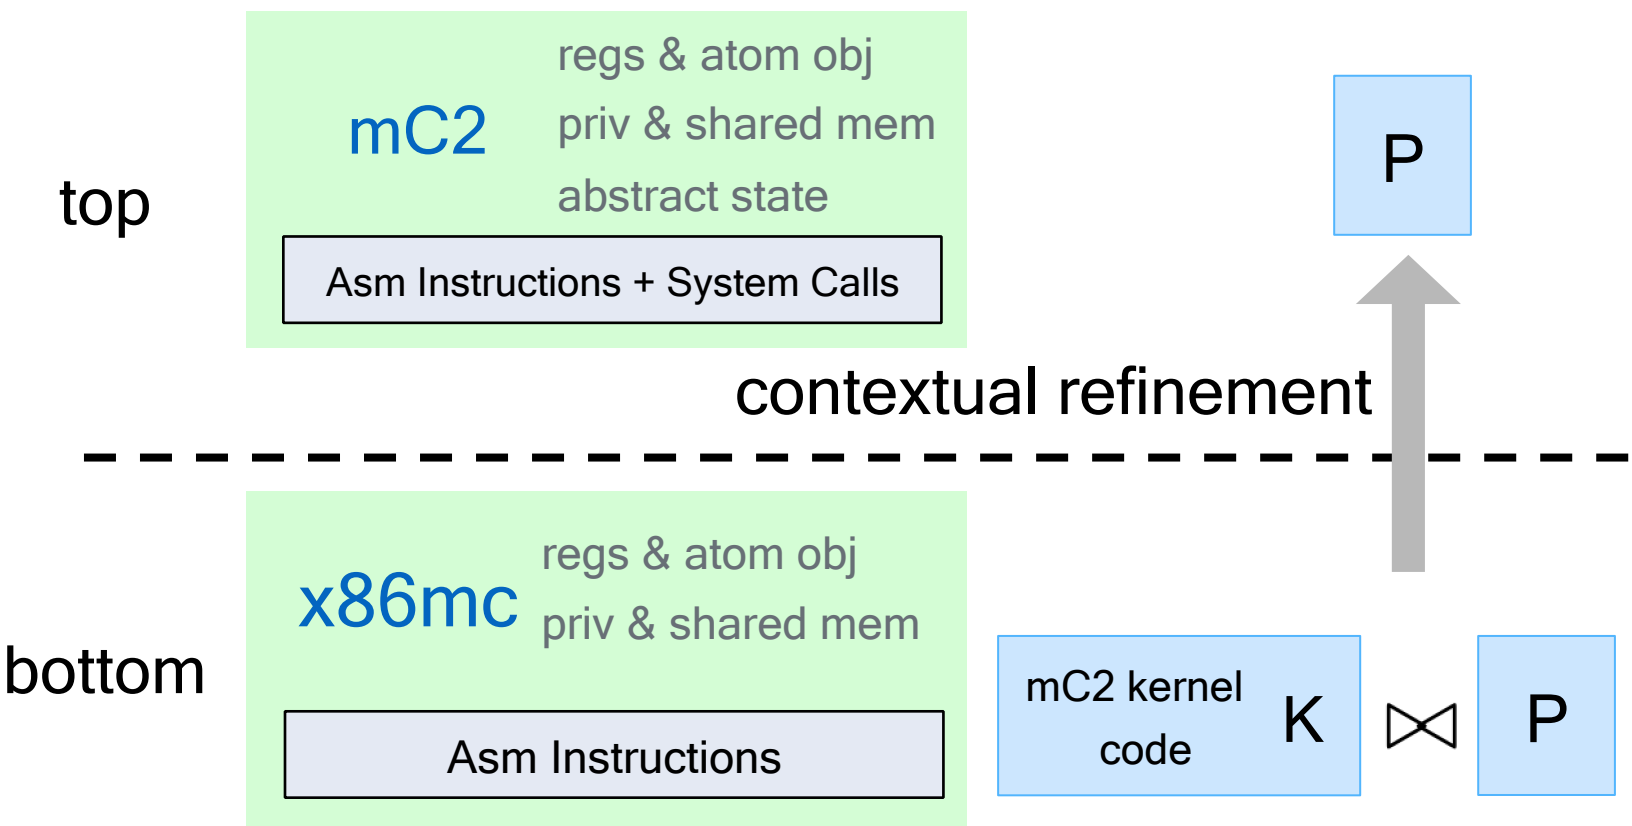 top
mC2
regs & atom obj
priv & shared mem
abstract state
Asm Instructions + System Calls
P
contextual refinement
bottom
x86mc
regs & atom obj
priv & shared mem
Asm Instructions
mC2 kernel
code
K
⋈
P